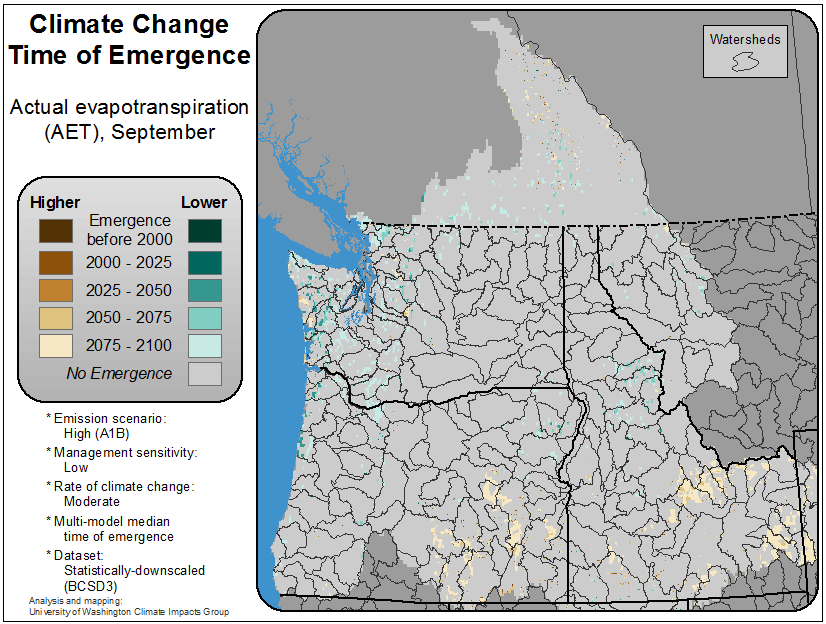 Climate Change
Time of Emergence
Actual evapotranspiration
(AET), September
Higher
Lower
Emergence
before 2000
2000 - 2025
2025 - 2050
2050 - 2075
2075 - 2100
No Emergence
* Emission scenario:
High (A1B)
* Management sensitivity:
Low
* Rate of climate change:
Moderate
* Multi-model median
time of emergence
* Dataset:
Statistically-downscaled
(BCSD3)
Analysis and mapping:
University of Washington Climate Impacts Group
Watersheds